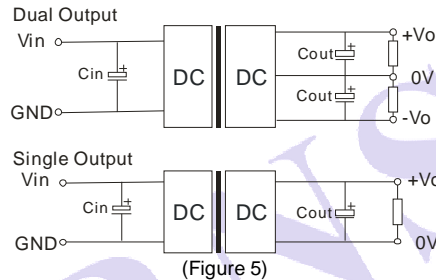 Dual Output
Vin
+Vo
Cin
DC
DC
Cout
0V
Cout
GND
-Vo
Single Output
Vin
+Vo
Cin
DC
DC
Cout
GND
0V
(Figure 5)